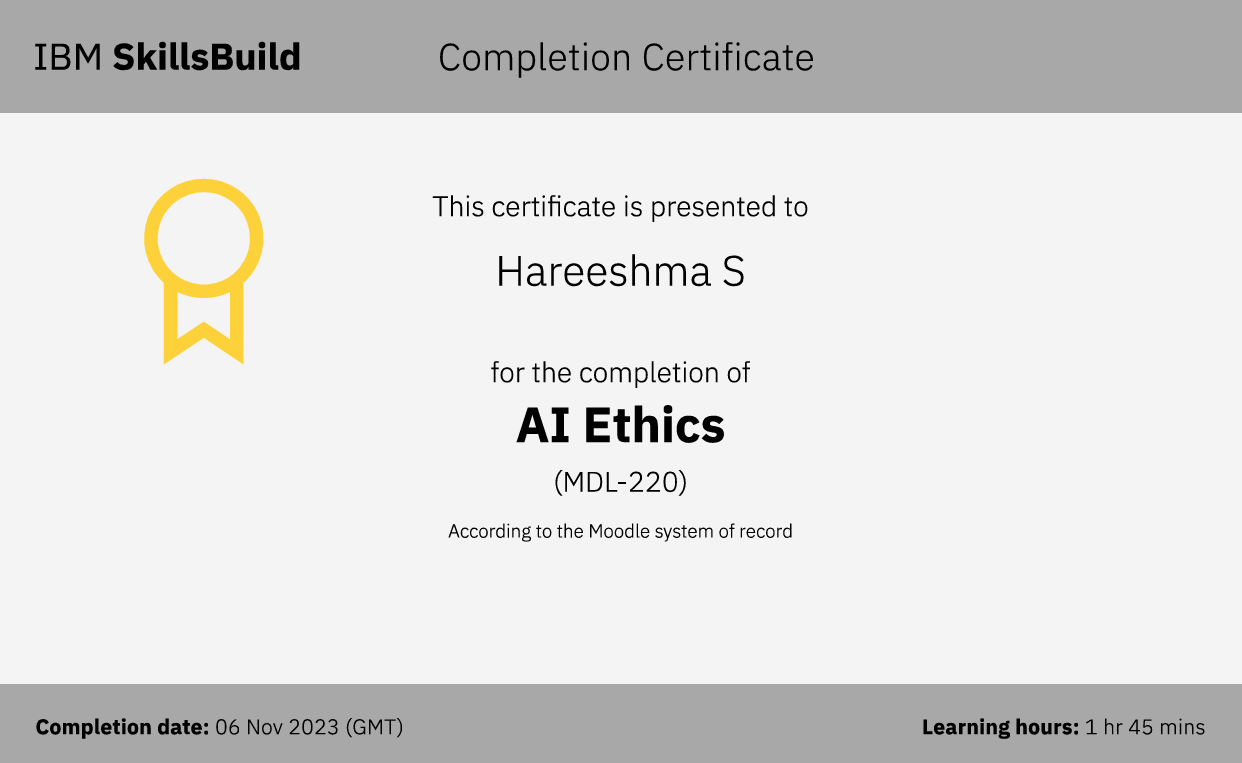 IBM SkillsBuild
Completion Certificate
This certificate is presented to
Hareeshma S
for the completion of
AI Ethics
(MDL-220)
According to the Moodle system of record
Completion date: 06 Nov 2023 (GMT)
Learning hours: 1 hr 45 mins